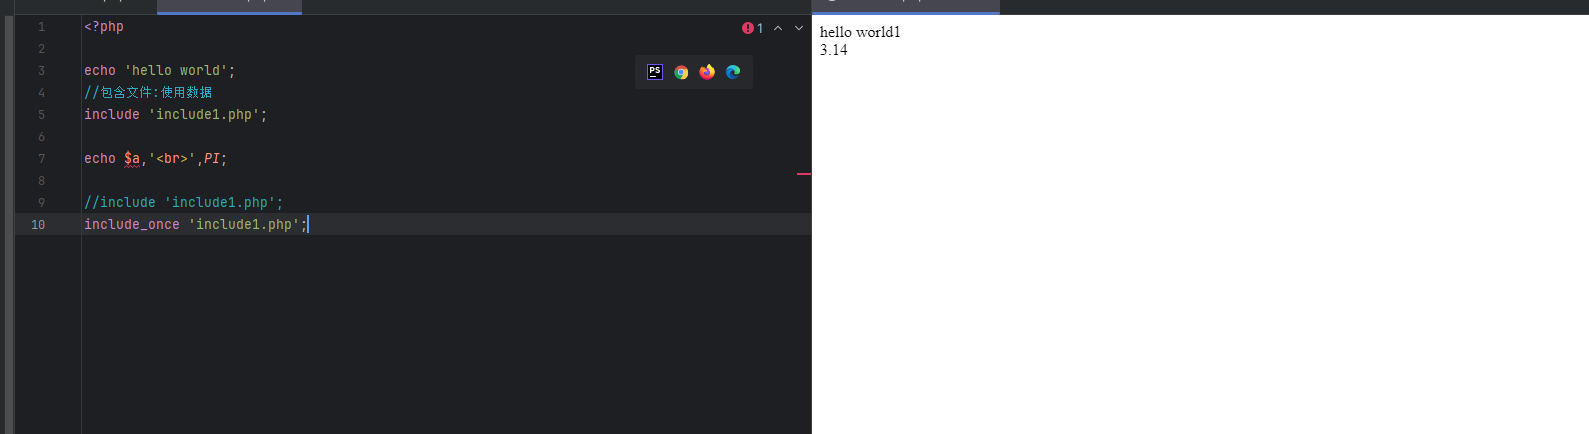 1 <?php
2
3 echo 'hello world';
4 //包含文件:使用数据
5 include 'include1.php';
6
7 echo $a,'<br>',PI;
8
9 //include 'include1.php';
10 include_once 'include1.php';
1
PS
hello world1
3.14